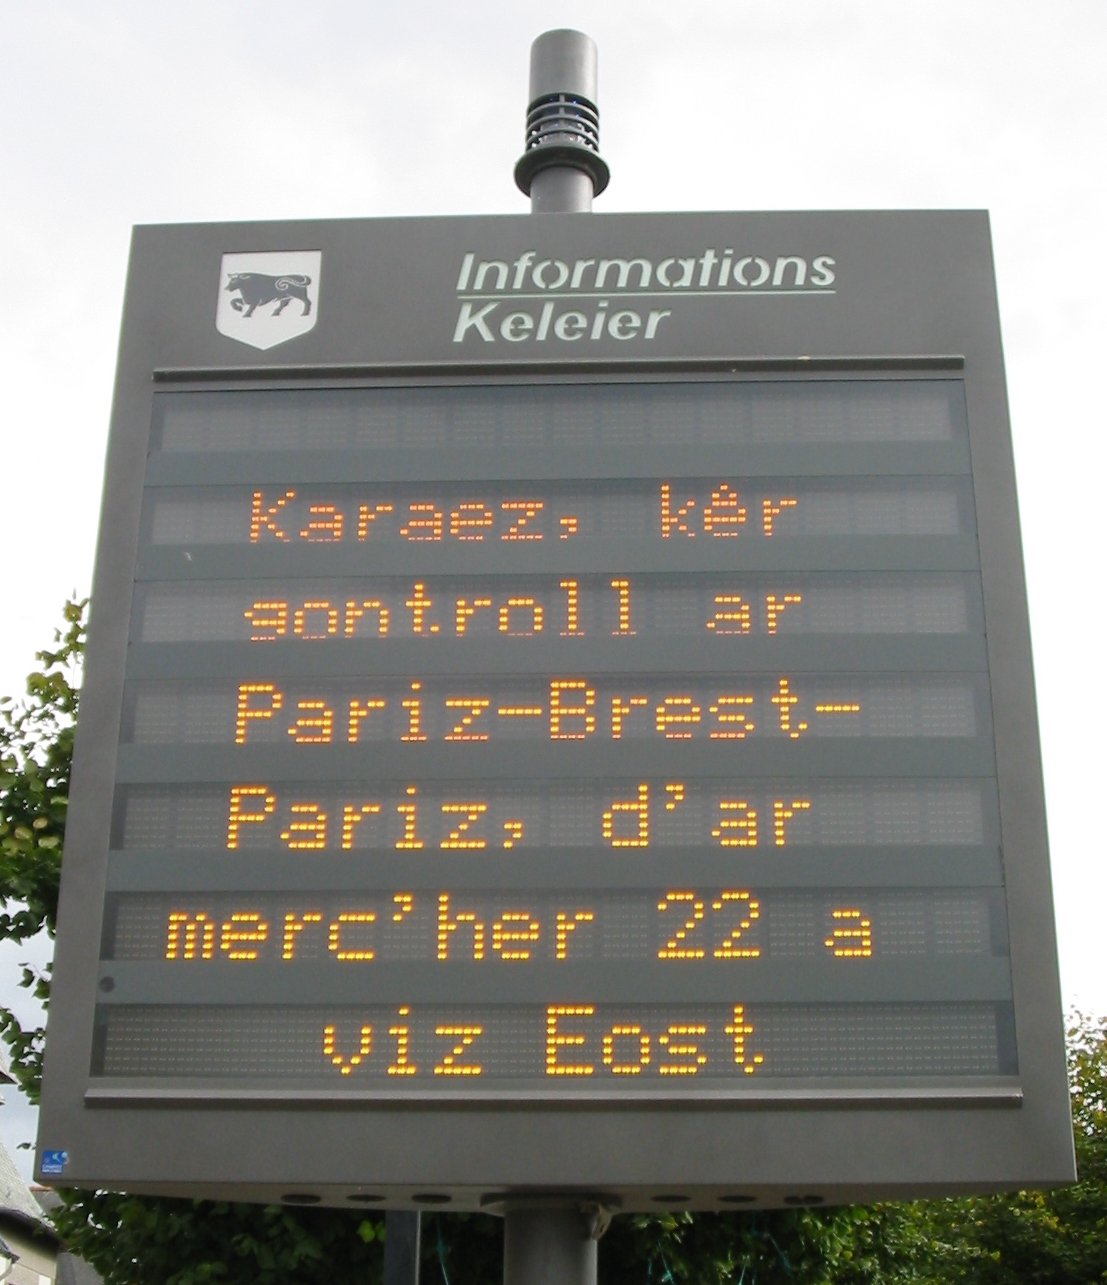 Informations
Keleier
Karaez, kêr
gontroll ar
Pariz-Brest-
Pariz, d'ar
merc'her 22 a
viz Eost